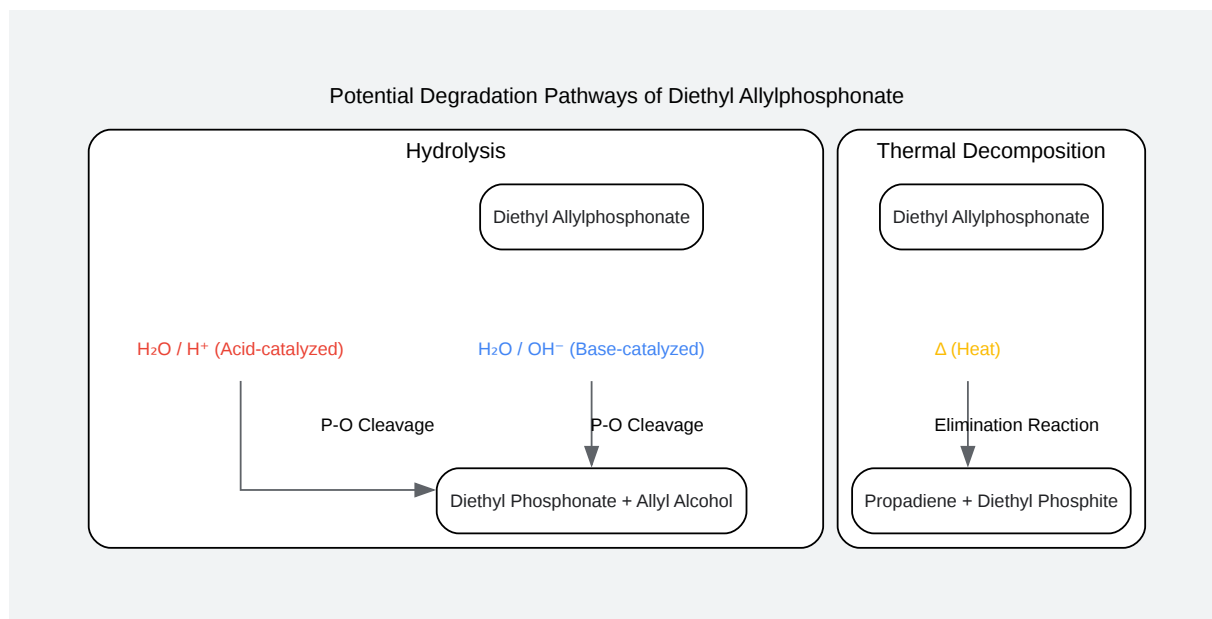 Potential Degradation Pathways of Diethyl Allylphosphonate
Hydrolysis
Diethyl Allylphosphonate
H₂O / H⁺ (Acid-catalyzed)
H₂O / OH⁻ (Base-catalyzed)
P-O Cleavage
P-O Cleavage
Diethyl Phosphonate + Allyl Alcohol
Thermal Decomposition
Diethyl Allylphosphonate
Δ (Heat)
Elimination Reaction
Propadiene + Diethyl Phosphite